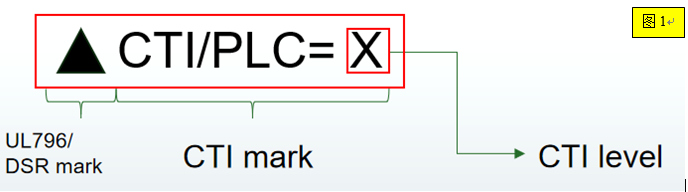 图 1
▲ CTI/PLC= X
UL796/
DSR mark
CTI mark
CTI level